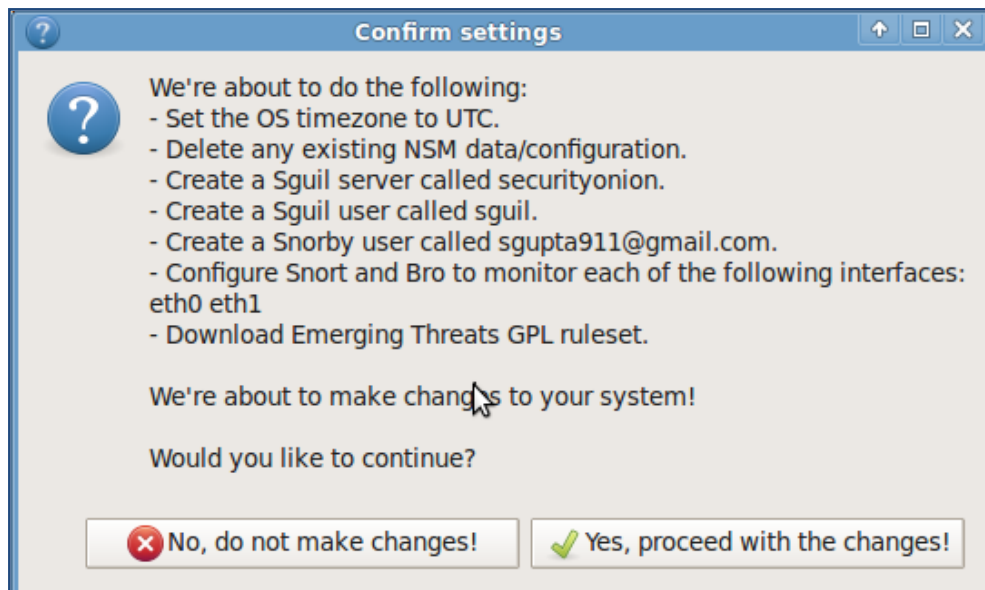 Confirm settings
We're about to do the following:
- Set the OS timezone to UTC.
- Delete any existing NSM data/configuration.
- Create a Sguil server called securityonion.
- Create a Sguil user called sguil.
- Create a Snorby user called sgupta911@gmail.com.
- Configure Snort and Bro to monitor each of the following interfaces:
eth0 eth1
- Download Emerging Threats GPL ruleset.
We're about to make changes to your system!
Would you like to continue?
No, do not make changes!
Yes, proceed with the changes!